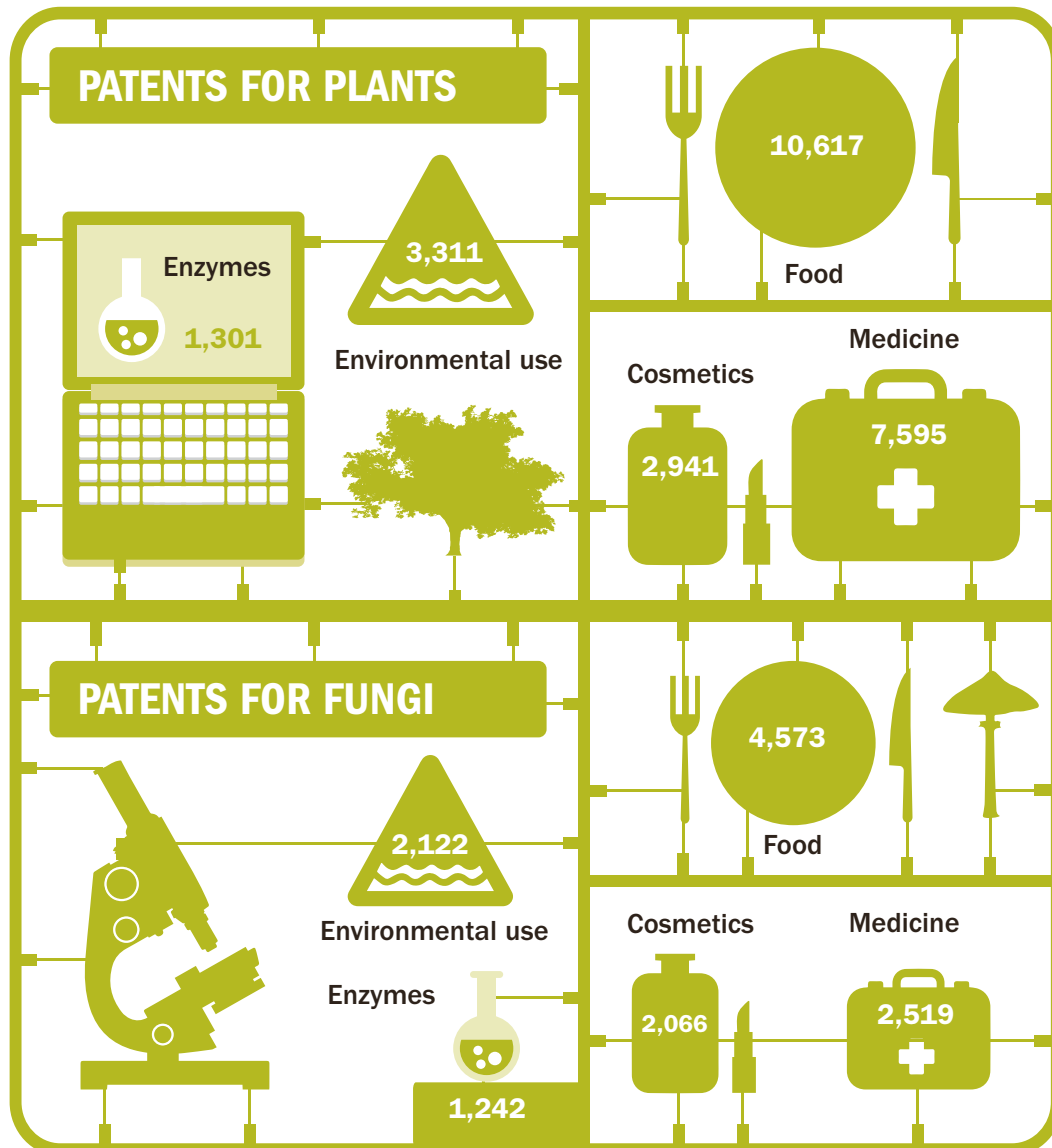 PATENTS FOR PLANTS
Enzymes
1,301
3,311
Environmental use
10,617
Food
Cosmetics
2,941
Medicine
7,595
PATENTS FOR FUNGI
2,122
Environmental use
Enzymes
1,242
4,573
Food
Cosmetics
2,066
Medicine
2,519